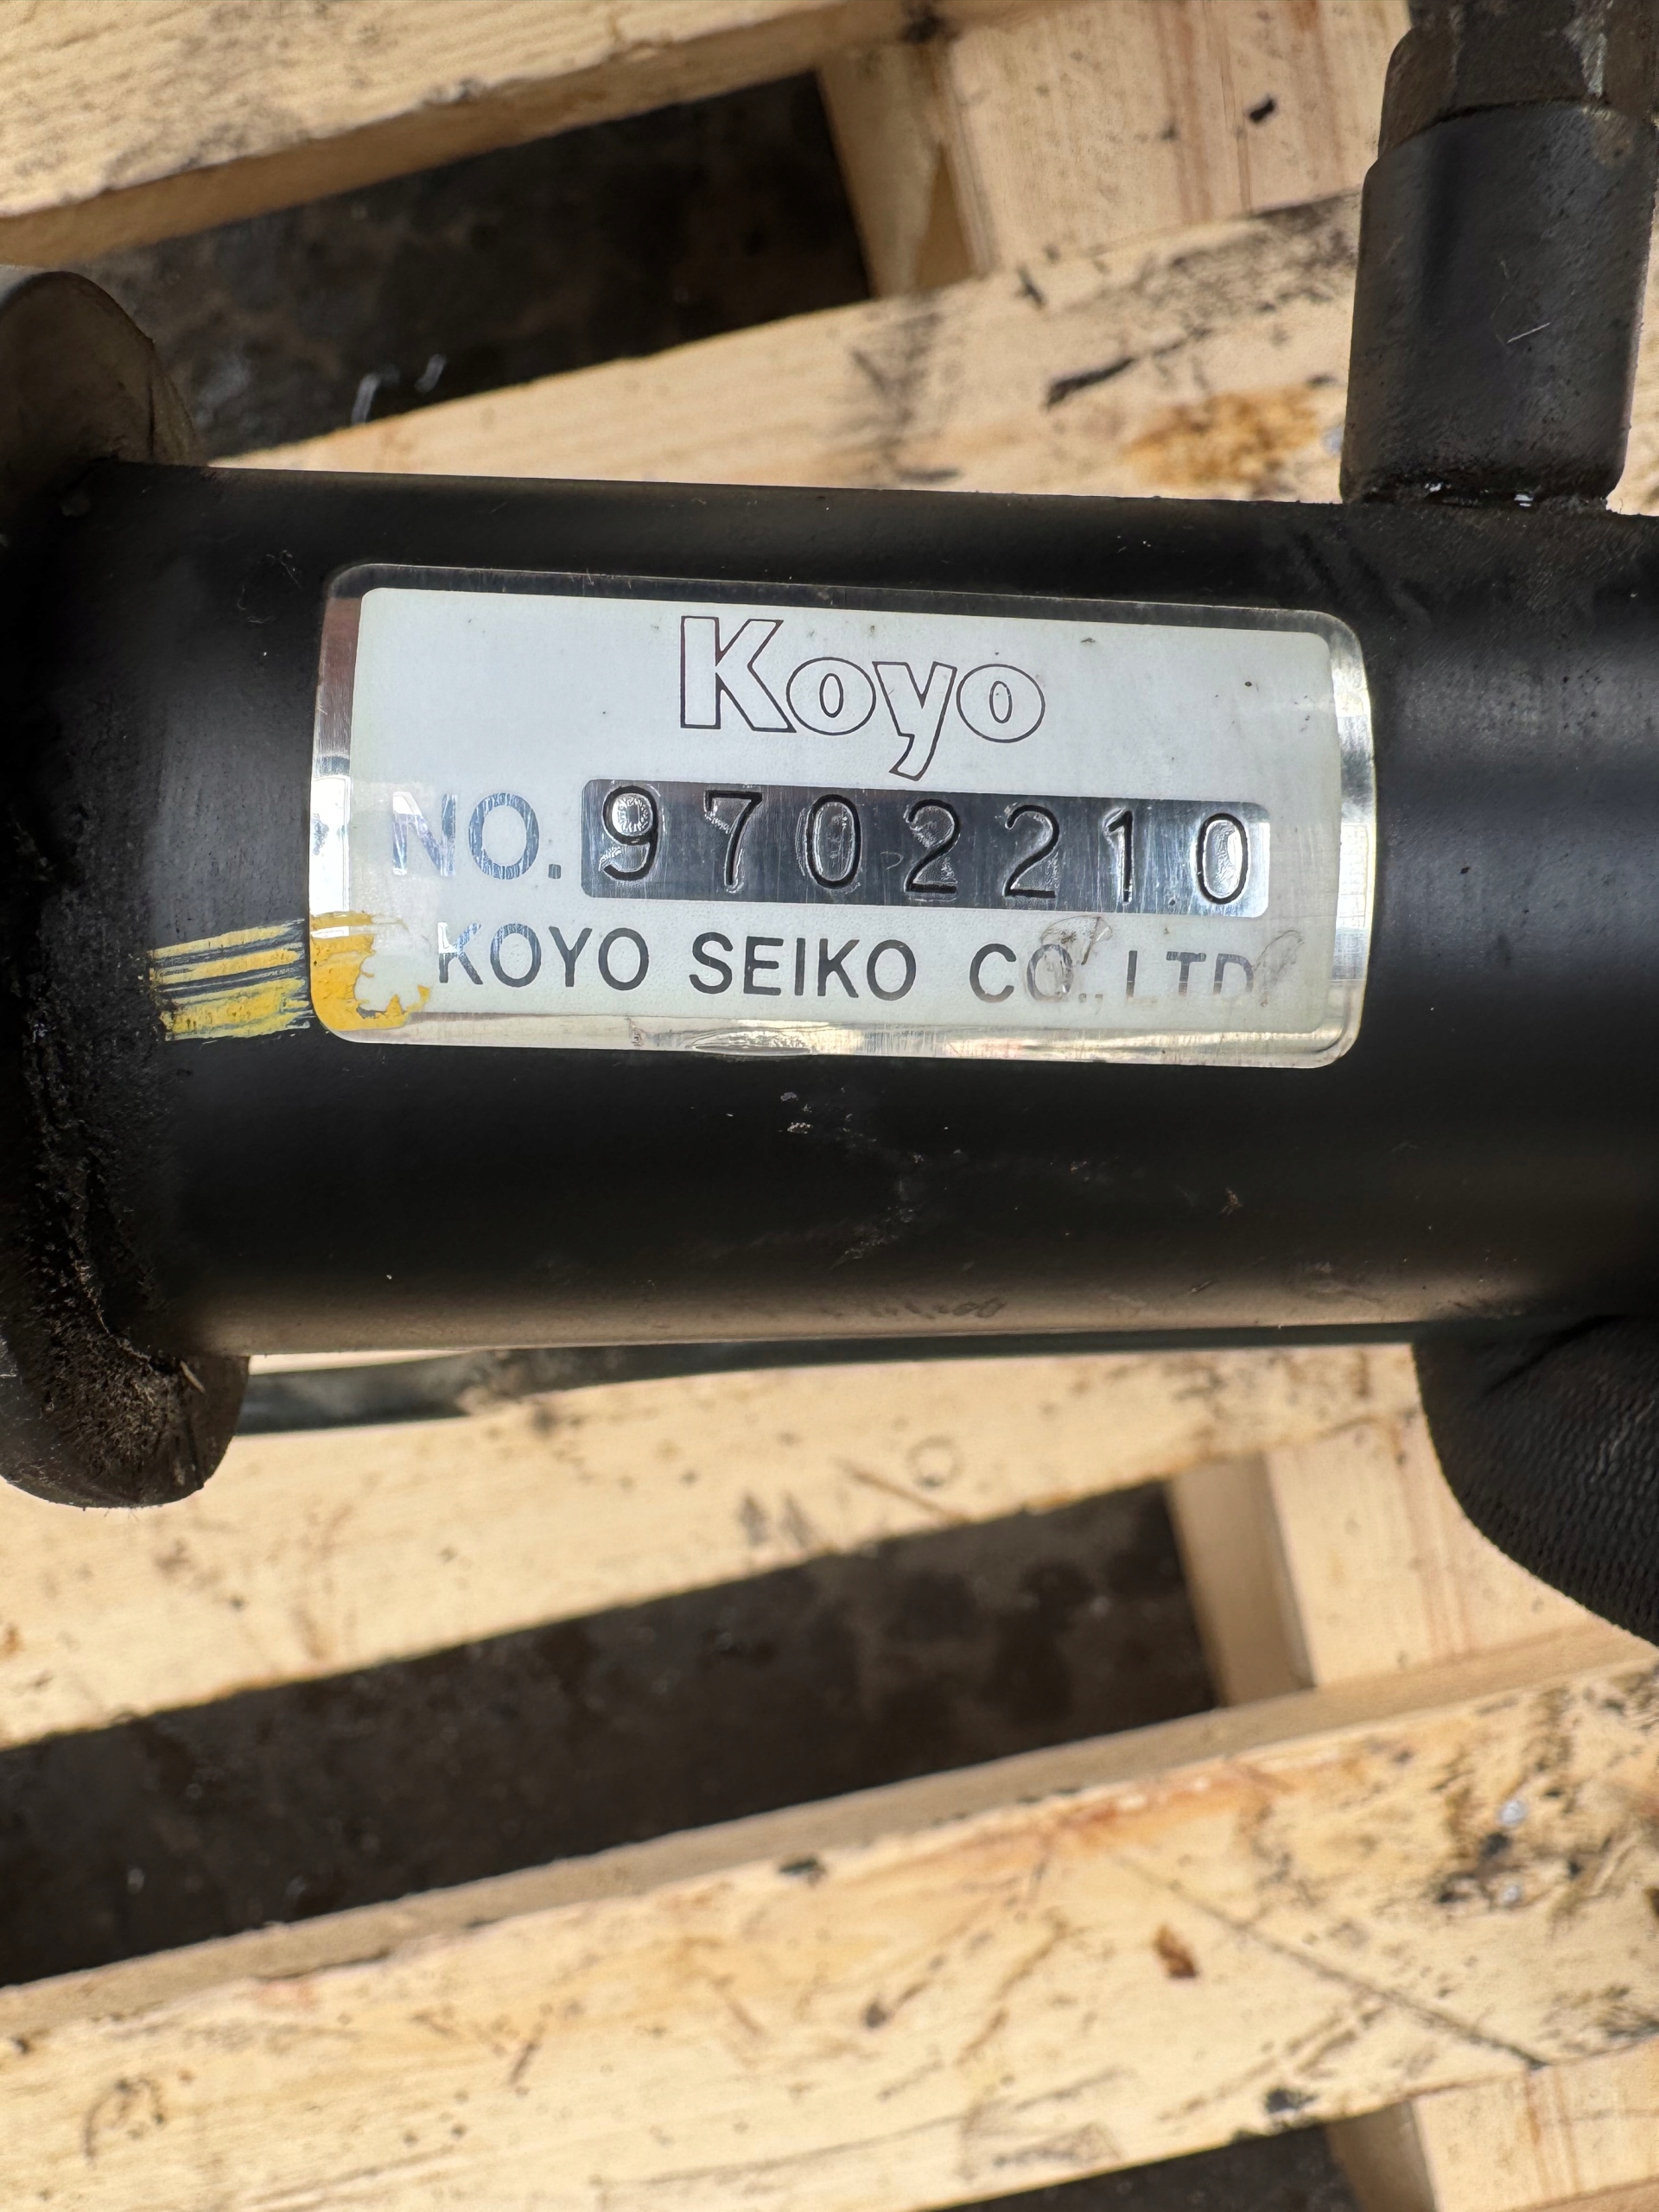 Koyo
NO. 9702210
KOYO SEIKO CO., LTD